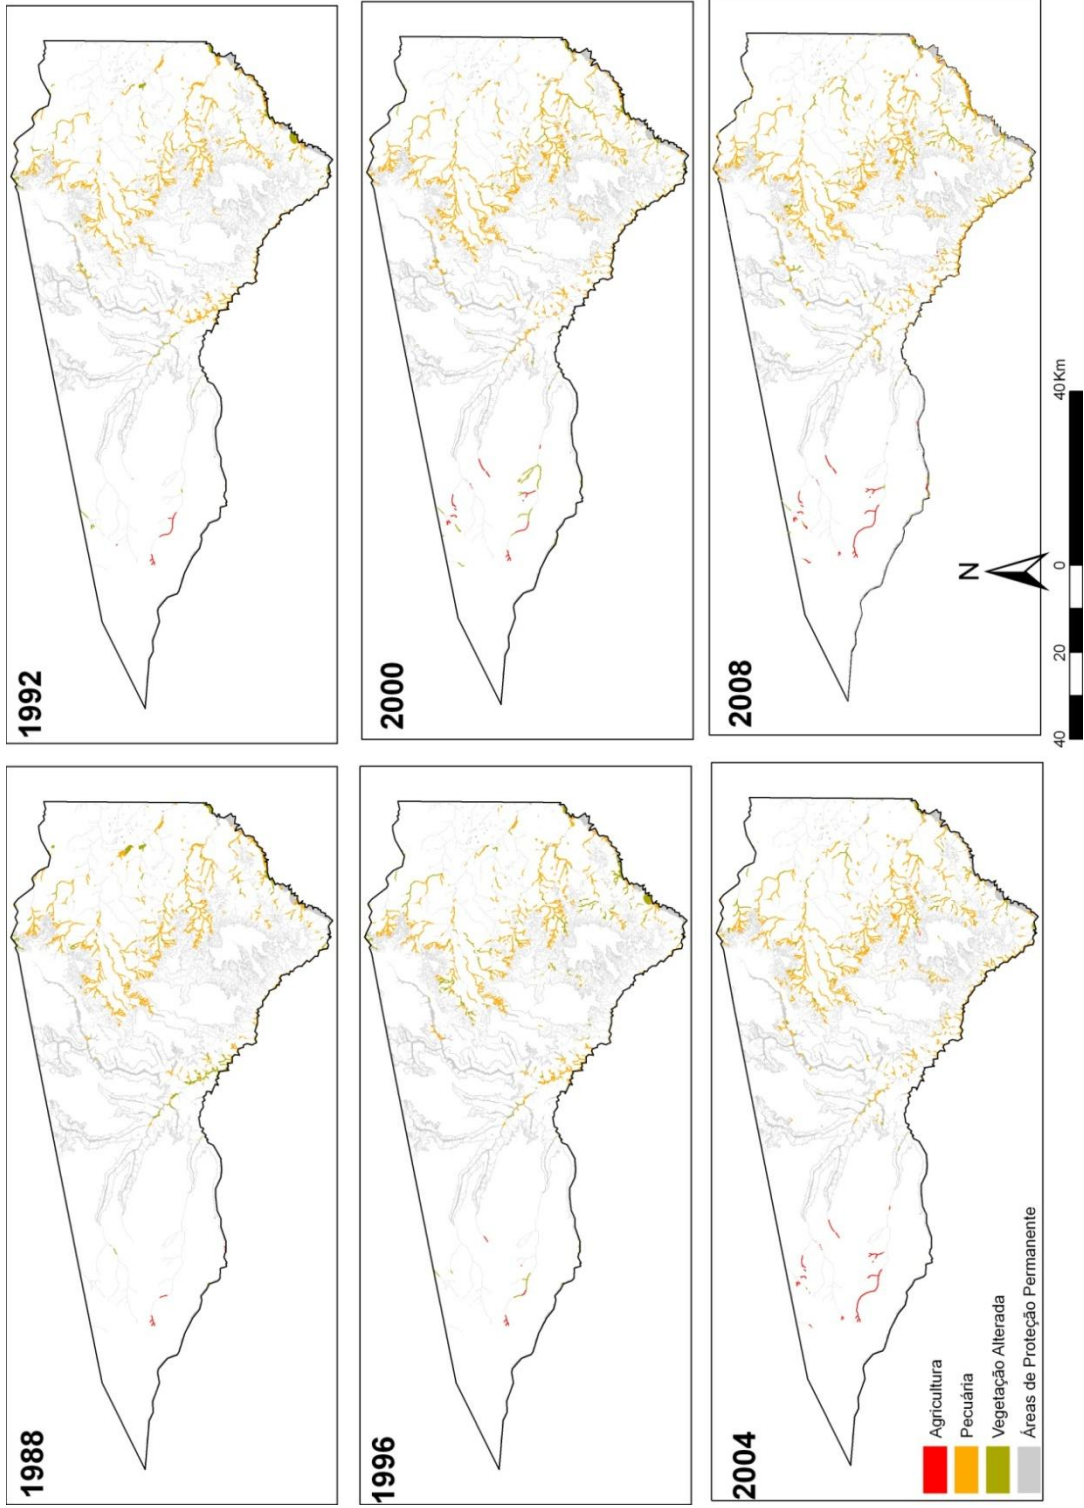 1988
1992
1996
2000
2004
2008
Agricultura
Pecuária
Vegetação Alterada
Áreas de Proteção Permanente
N
40 20 0 40Km